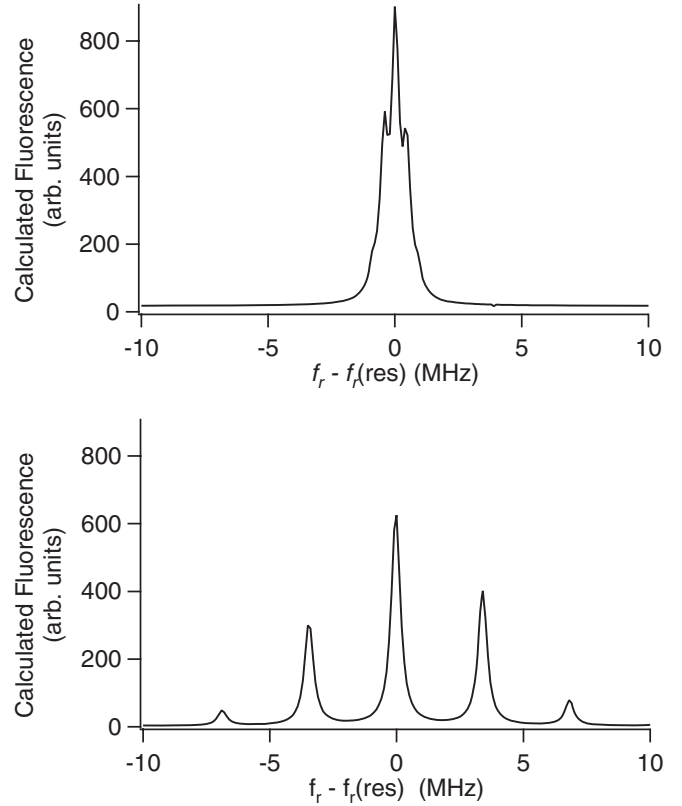 Calculated Fluorescence
(arb. units)
800
600
400
200
0
-10 -5 0 5 10
f_r - f_r(res) (MHz)
Calculated Fluorescence
(arb. units)
800
600
400
200
0
-10 -5 0 5 10
f_r - f_r(res) (MHz)